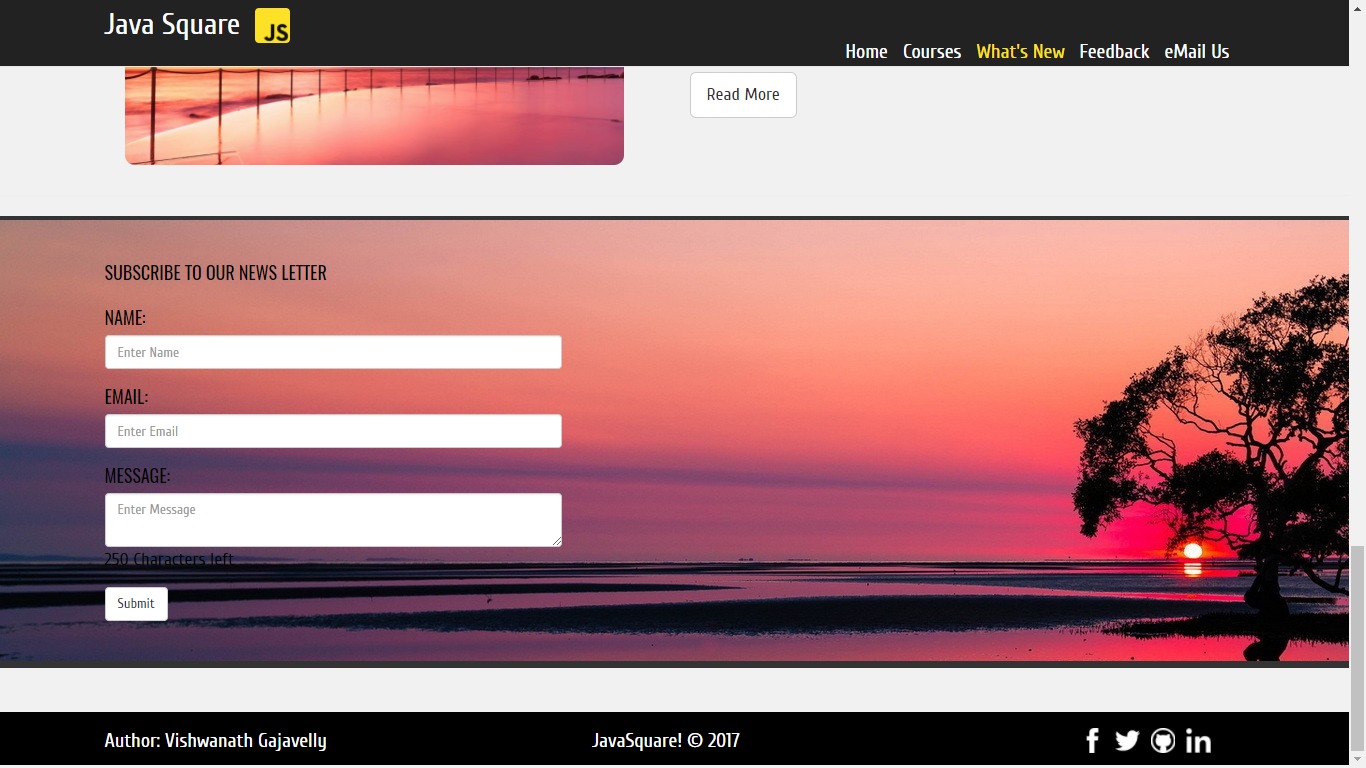 Java Square JS
Home Courses What's New Feedback eMail Us
Read More
SUBSCRIBE TO OUR NEWS LETTER
NAME:
Enter Name
EMAIL:
Enter Email
MESSAGE:
Enter Message
250 Characters left
Submit
Author: Vishwanath Gajavelly JavaSquare! © 2017